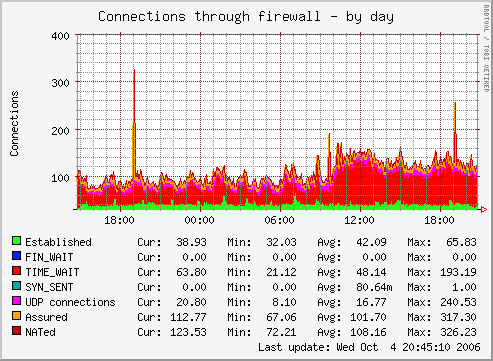 Connections through firewall - by day
RRDTOOL / TOBI OETIKER
Connections
400
300
200
100
18:00 00:00 06:00 12:00 18:00
Established Cur: 38.93 Min: 32.03 Avg: 42.09 Max: 65.83
FIN_WAIT Cur: 0.00 Min: 0.00 Avg: 0.00 Max: 0.00
TIME_WAIT Cur: 63.80 Min: 21.12 Avg: 48.14 Max: 193.19
SYN_SENT Cur: 0.00 Min: 0.00 Avg: 80.64m Max: 1.00
UDP connections Cur: 20.80 Min: 8.10 Avg: 16.77 Max: 240.53
Assured Cur: 112.77 Min: 67.06 Avg: 101.70 Max: 317.30
NATed Cur: 123.53 Min: 72.21 Avg: 108.16 Max: 326.23
Last update: Wed Oct 4 20:45:10 2006